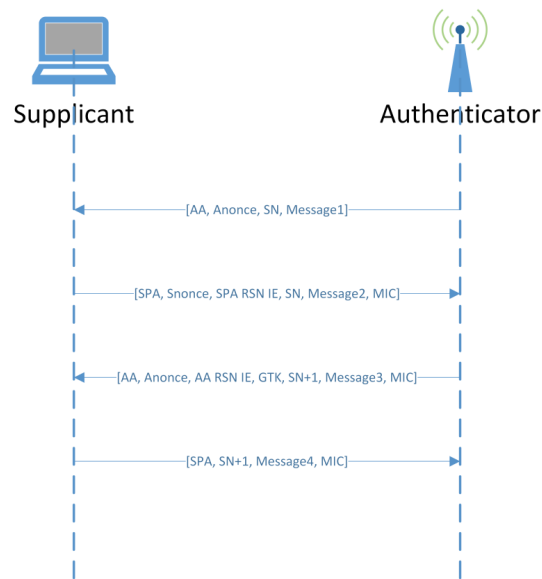 Supplicant
Authenticator
[AA, Anonce, SN, Message1]
[SPA, Snonce, SPA RSN IE, SN, Message2, MIC]
[AA, Anonce, AA RSN IE, GTK, SN+1, Message3, MIC]
[SPA, SN+1, Message4, MIC]